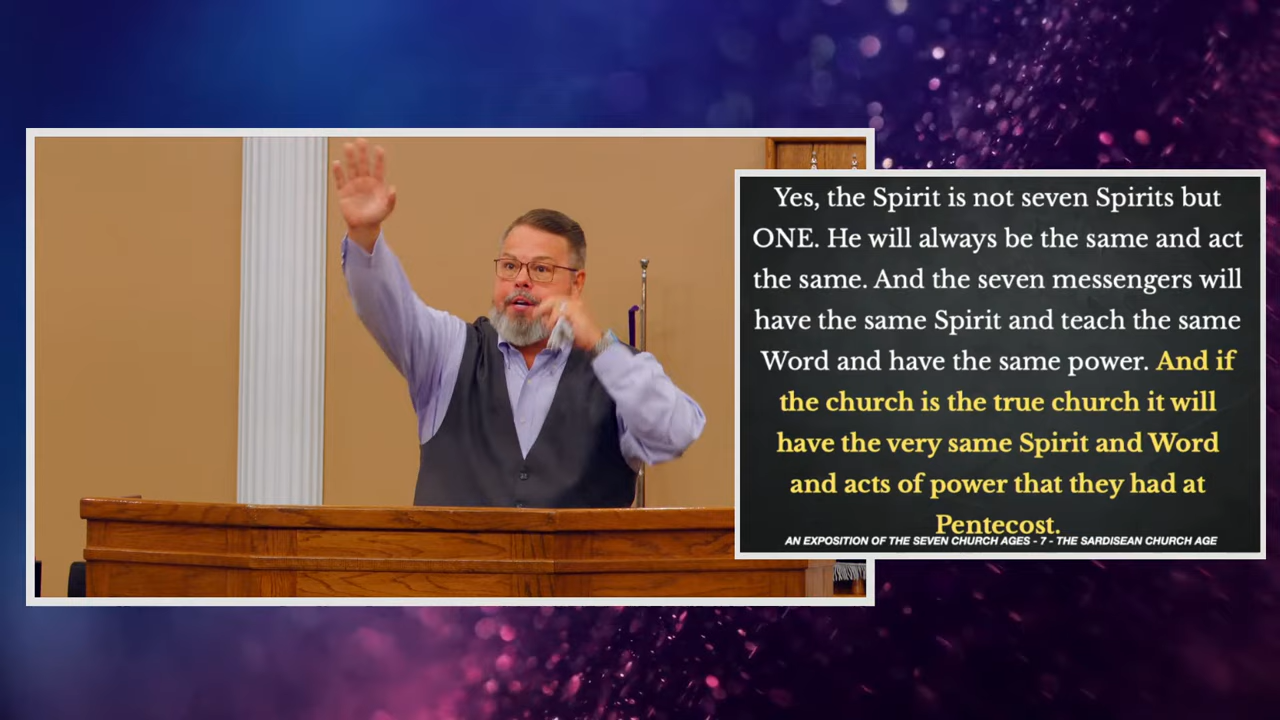 Yes, the Spirit is not seven Spirits but
ONE. He will always be the same and act
the same. And the seven messengers will
have the same Spirit and teach the same
Word and have the same power. And if
the church is the true church it will
have the very same Spirit and Word
and acts of power that they had at
Pentecost.
AN EXPOSITION OF THE SEVEN CHURCH AGES - 7 - THE SARDISEAN CHURCH AGE